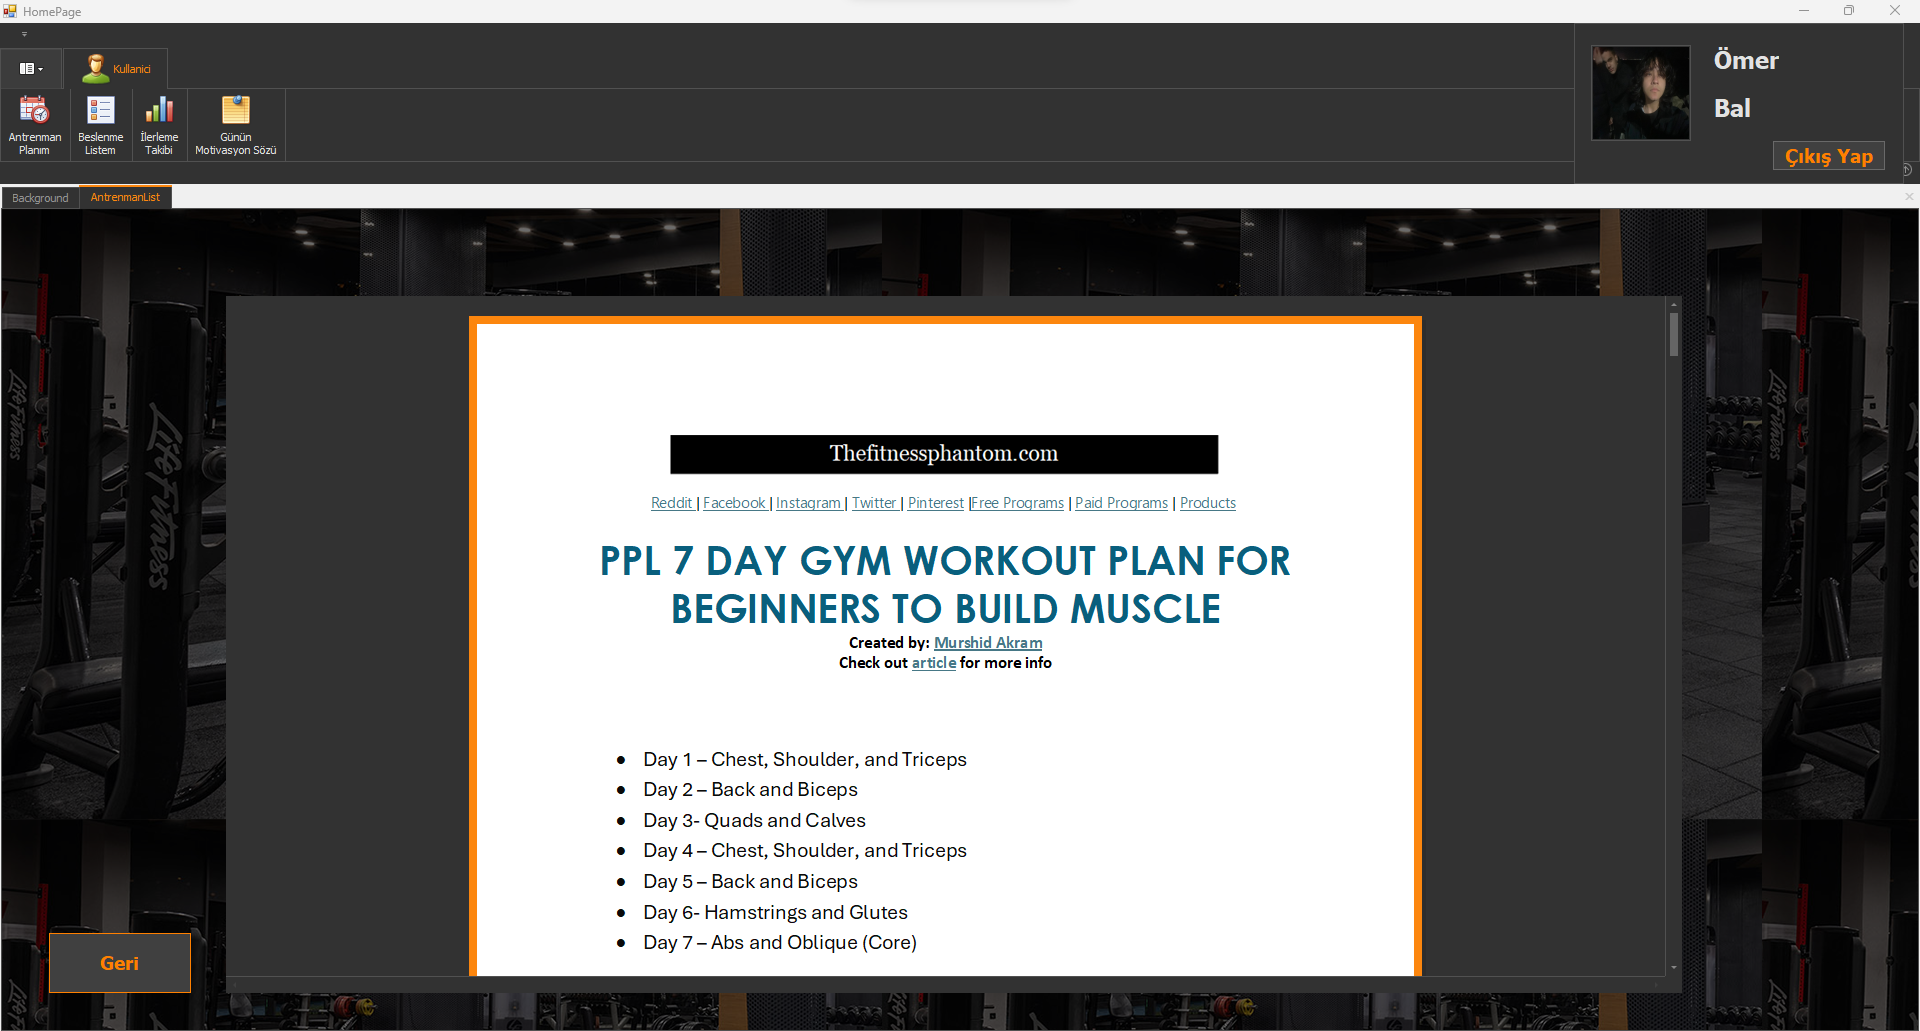 HomePage
Kullanici
Antrenman
Planım
Beslenme
Listem
İlerleme
Takibi
Günün
Motivasyon Sözü
Ömer
Bal
Çıkış Yap
Background
AntrenmanList
Thefitnessphantom.com
Reddit | Facebook | Instagram | Twitter | Pinterest |Free Programs | Paid Programs | Products
PPL 7 DAY GYM WORKOUT PLAN FOR
BEGINNERS TO BUILD MUSCLE
Created by: Murshid Akram
Check out article for more info
• Day 1 – Chest, Shoulder, and Triceps
• Day 2 – Back and Biceps
• Day 3- Quads and Calves
• Day 4 – Chest, Shoulder, and Triceps
• Day 5 – Back and Biceps
• Day 6- Hamstrings and Glutes
• Day 7 – Abs and Oblique (Core)
Geri
LifeFitness
LifeFitness
LifeFitness